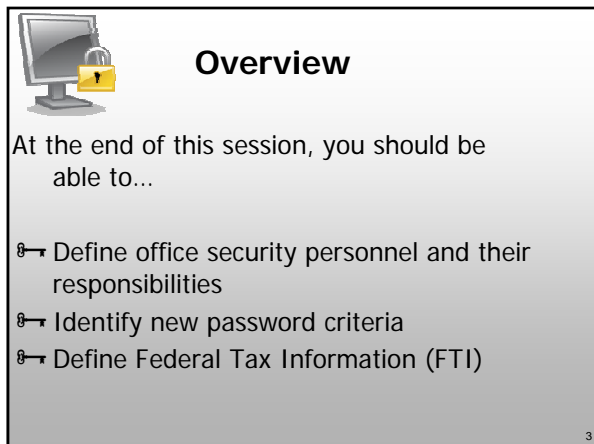 Overview
At the end of this session, you should be
able to...
Define office security personnel and their
responsibilities
Identify new password criteria
Define Federal Tax Information (FTI)
3